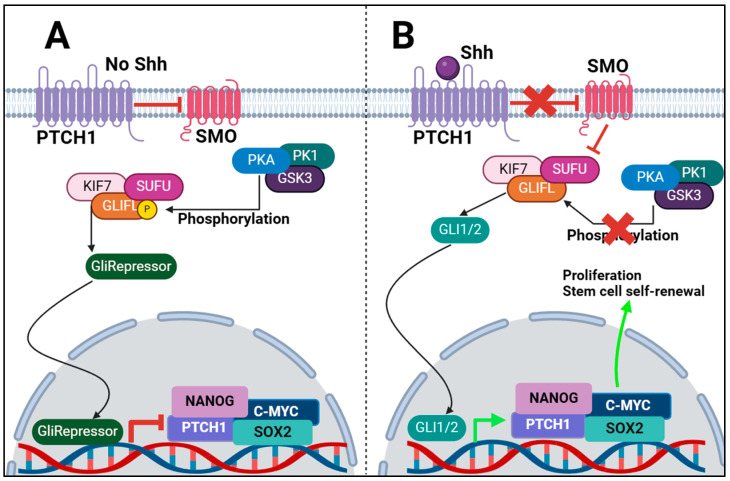 A
No Shh
PTCH1
SMO
KIF7
SUFU
GLIFL
P
PKA
PK1
GSK3
Phosphorylation
GliRepressor
GliRepressor
NANOG
C-MYC
PTCH1
SOX2
B
Shh
PTCH1
SMO
KIF7
SUFU
GLIFL
PKA
PK1
GSK3
Phosphorylation
GLI1/2
Proliferation
Stem cell self-renewal
GLI1/2
NANOG
C-MYC
PTCH1
SOX2